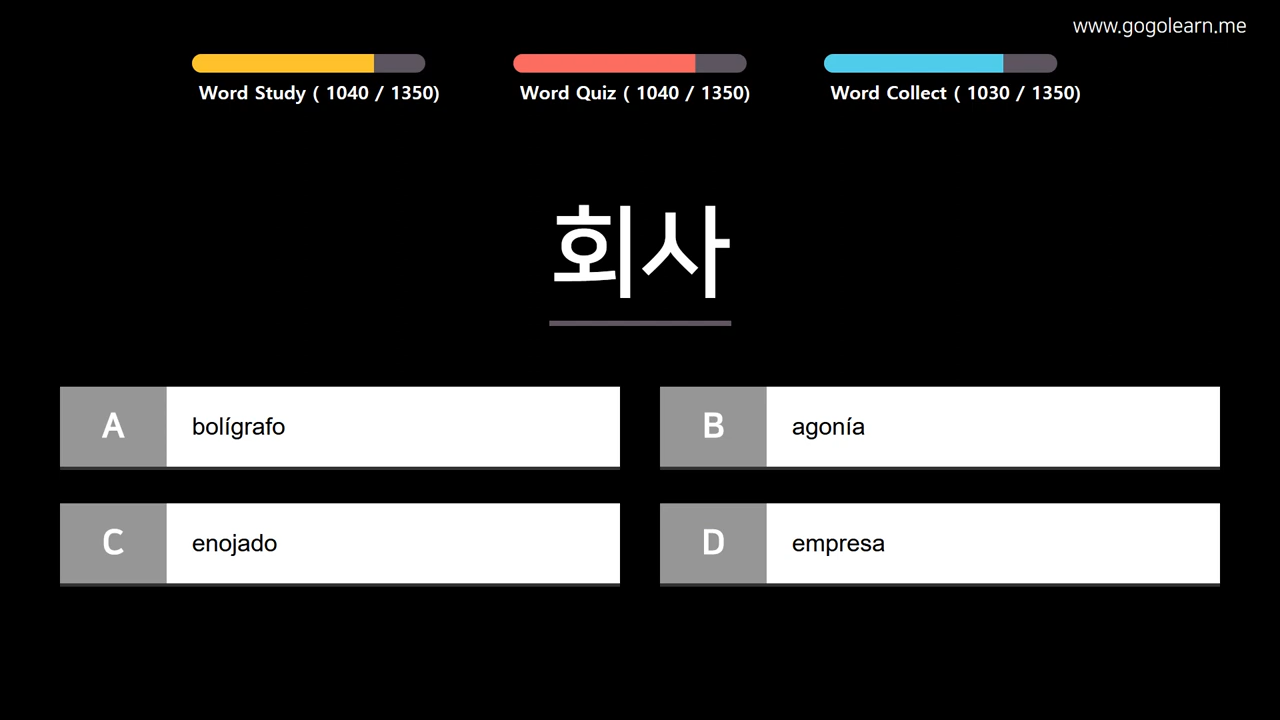 www.gogolearn.me
Word Study ( 1040 / 1350)
Word Quiz ( 1040 / 1350)
Word Collect ( 1030 / 1350)
회사
A bolígrafo
B agonía
C enojado
D empresa